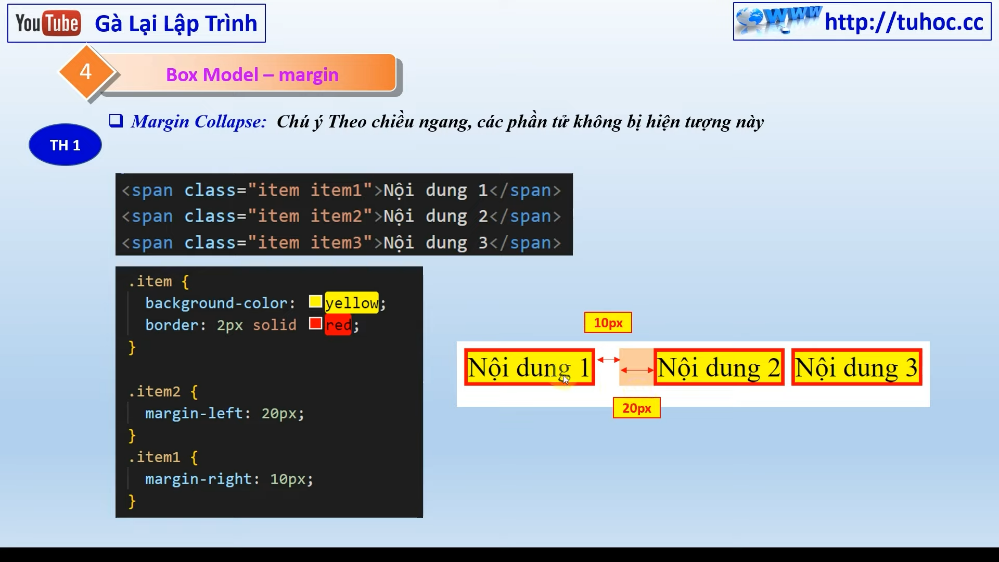 YouTube Gà Lại Lập Trình
www http://tuhoc.cc
4 Box Model – margin
Margin Collapse: Chú ý Theo chiều ngang, các phần tử không bị hiện tượng này
TH 1
<span class="item item1">Nội dung 1</span>
<span class="item item2">Nội dung 2</span>
<span class="item item3">Nội dung 3</span>
.item {
background-color: yellow;
border: 2px solid red;
}
.item2 {
margin-left: 20px;
}
.item1 {
margin-right: 10px;
}
10px
Nội dung 1 Nội dung 2 Nội dung 3
20px